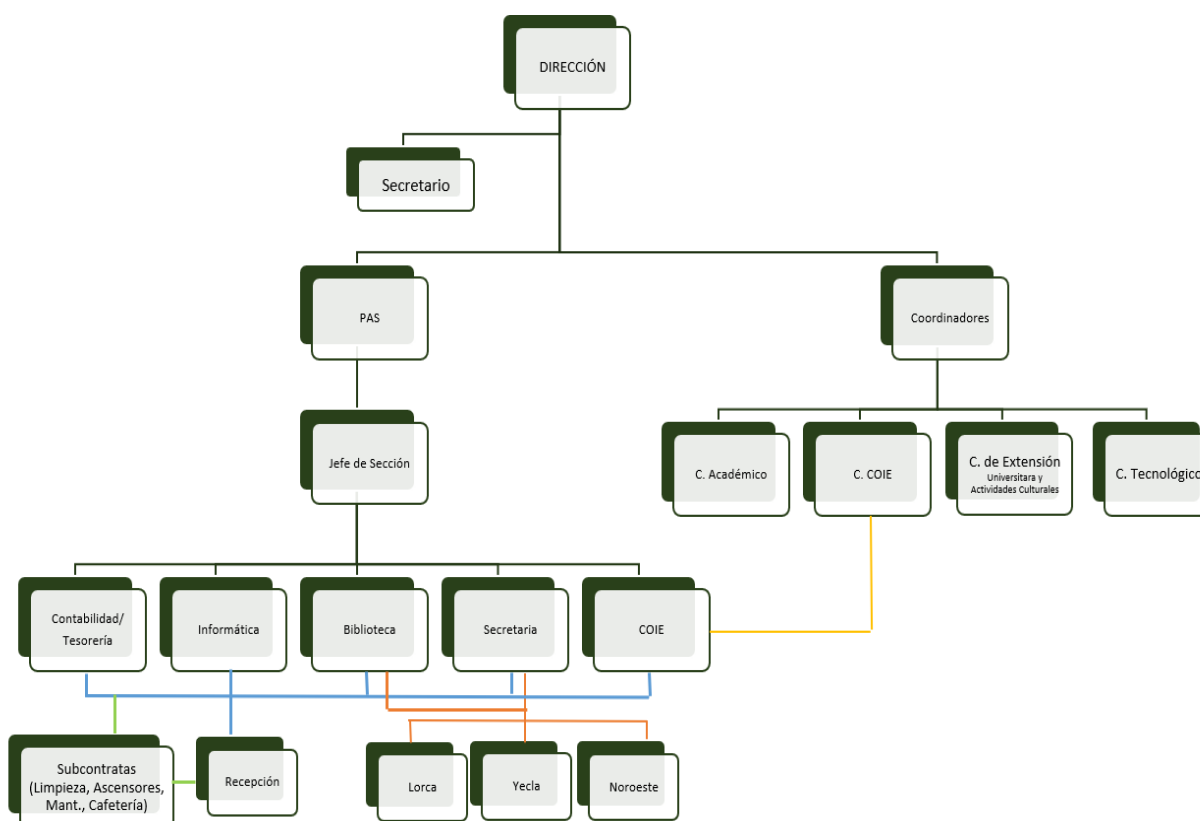 DIRECCIÓN
Secretario
PAS
Coordinadores
Jefe de Sección
C. Académico
C. COIE
C. de Extensión
Universitara y
Actividades Culturales
C. Tecnológico
Contabilidad/
Tesorería
Informática
Biblioteca
Secretaria
COIE
Subcontratas
(Limpieza, Ascensores,
Mant., Cafetería)
Recepción
Lorca
Yecla
Noroeste